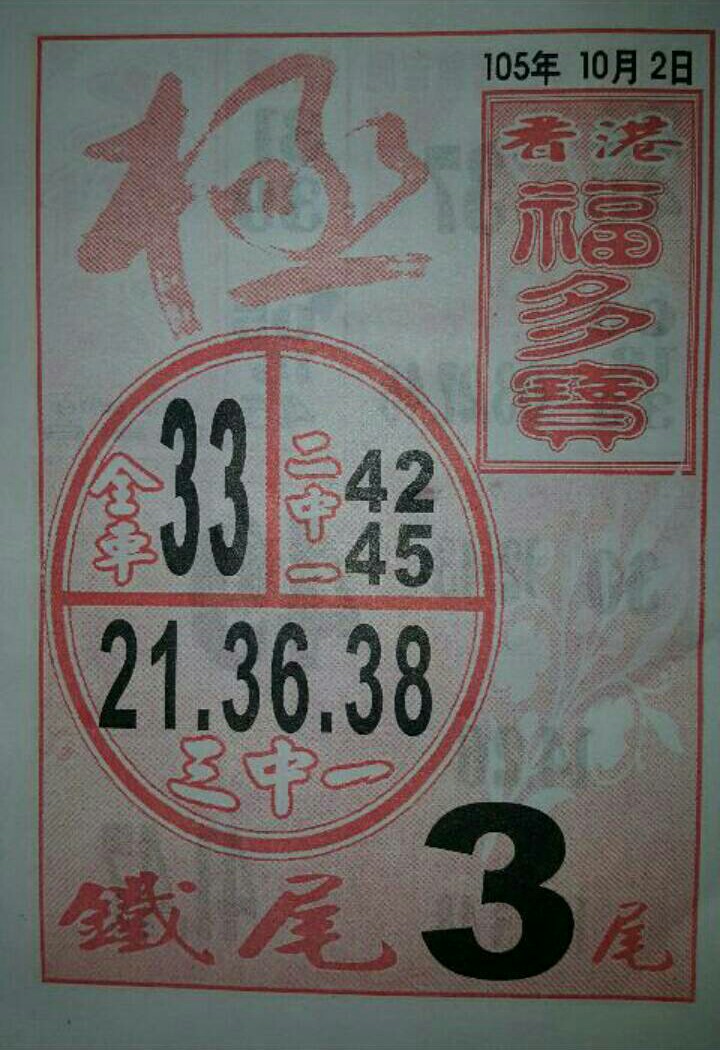 105年 10月 2日
極
香港
福多寶
全車
33
二中一
42
45
21.36.38
三中一
鐵尾 3 尾